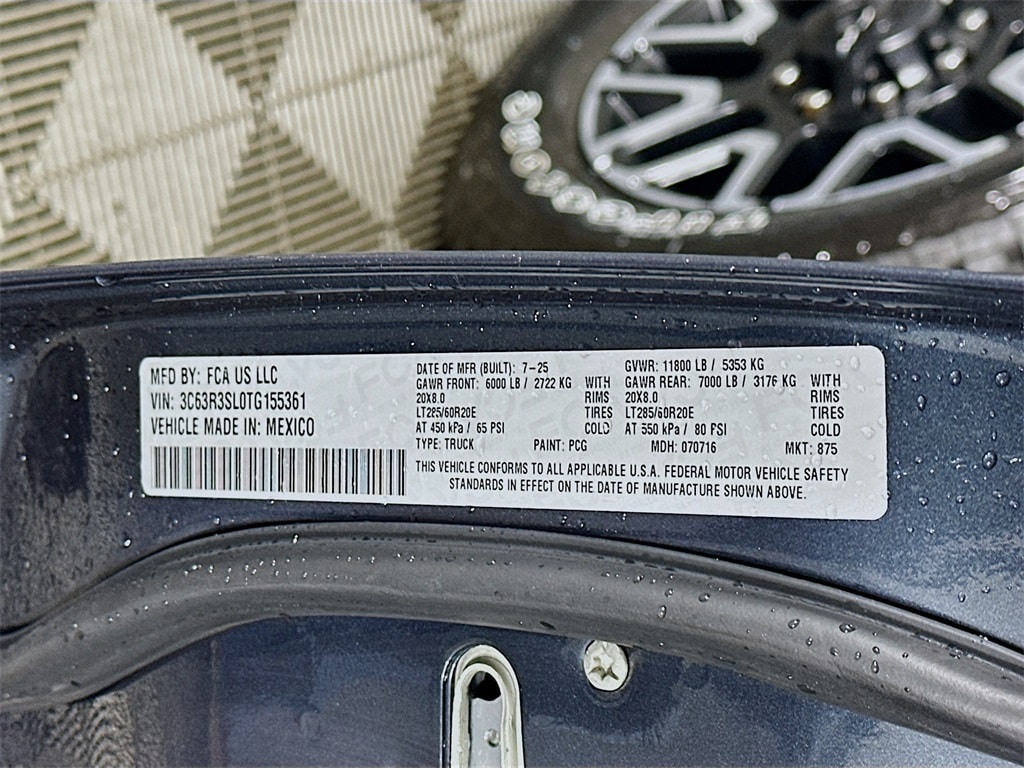 MFD BY: FCA US LLC
VIN: 3C63R3SL0TG155361
VEHICLE MADE IN: MEXICO
DATE OF MFR (BUILT): 7-25
GAWR FRONT: 6000 LB / 2722 KG WITH
20X8.0 RIMS
LT285/60R20E TIRES
AT 450 kPa / 65 PSI COLD
GVWR: 11800 LB / 5353 KG
GAWR REAR: 7000 LB / 3176 KG WITH
20X8.0 RIMS
LT285/60R20E TIRES
AT 550 kPa / 80 PSI COLD
TYPE: TRUCK PAINT: PCG MDH: 070716 MKT: 875
THIS VEHICLE CONFORMS TO ALL APPLICABLE U.S.A. FEDERAL MOTOR VEHICLE SAFETY
STANDARDS IN EFFECT ON THE DATE OF MANUFACTURE SHOWN ABOVE.